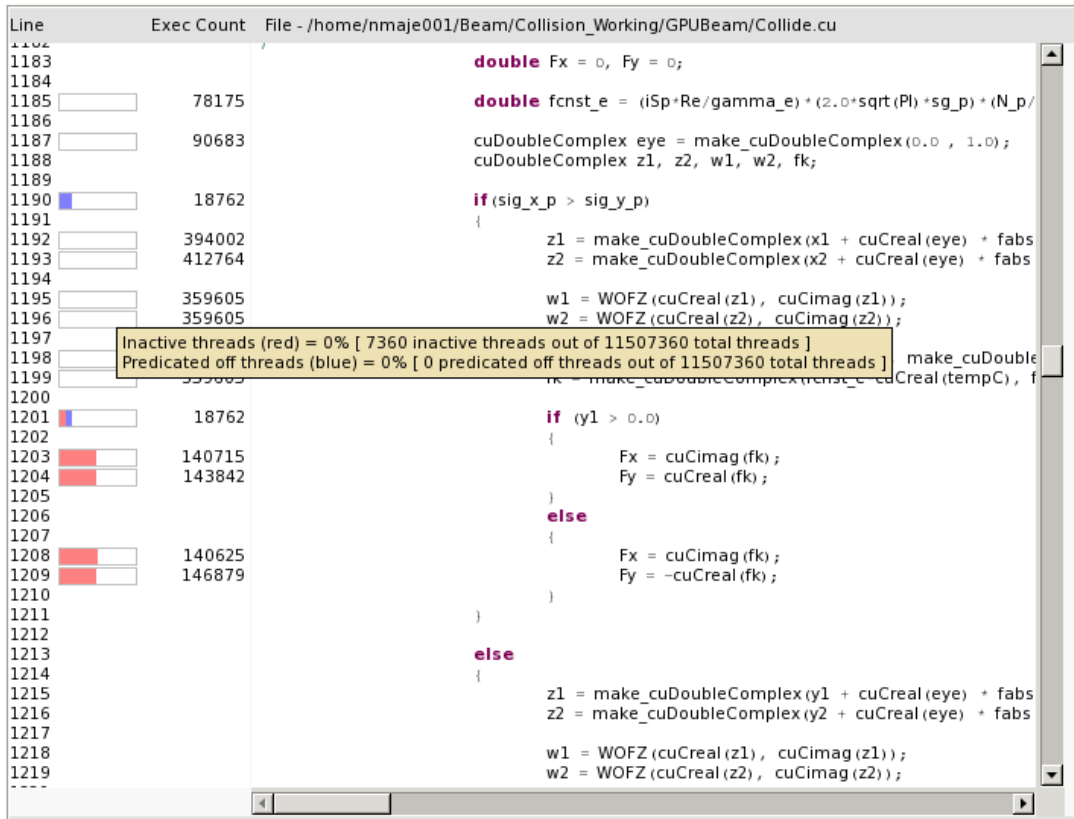 Line Exec Count File - /home/nmaje001/Beam/Collision_Working/GPUBeam/Collide.cu
1182 }
1183 double Fx = 0, Fy = 0;
1184
1185 78175 double fcnst_e = (iSp*Re/gamma_e)*(2.0*sqrt(PI)*sg_p)*(N_p/
1186
1187 90683 cuDoubleComplex eye = make_cuDoubleComplex(0.0 , 1.0);
1188 cuDoubleComplex z1, z2, w1, w2, fk;
1189
1190 18762 if(sig_x_p > sig_y_p)
1191 {
1192 394002 z1 = make_cuDoubleComplex(x1 + cuCreal(eye) * fabs
1193 412764 z2 = make_cuDoubleComplex(x2 + cuCreal(eye) * fabs
1194
1195 359605 w1 = WOFZ(cuCreal(z1), cuCimag(z1));
1196 359605 w2 = WOFZ(cuCreal(z2), cuCimag(z2));
1197
Inactive threads (red) = 0% [ 7360 inactive threads out of 11507360 total threads ]
Predicated off threads (blue) = 0% [ 0 predicated off threads out of 11507360 total threads ]
1198 , make_cuDouble
1199 cuCreal(tempC), f
1200
1201 18762 if (y1 > 0.0)
1202 {
1203 140715 Fx = cuCimag(fk);
1204 143842 Fy = cuCreal(fk);
1205 }
1206 else
1207 {
1208 140625 Fx = cuCimag(fk);
1209 146879 Fy = -cuCreal(fk);
1210 }
1211 }
1212
1213 else
1214 {
1215 z1 = make_cuDoubleComplex(y1 + cuCreal(eye) * fabs
1216 z2 = make_cuDoubleComplex(y2 + cuCreal(eye) * fabs
1217
1218 w1 = WOFZ(cuCreal(z1), cuCimag(z1));
1219 w2 = WOFZ(cuCreal(z2), cuCimag(z2));